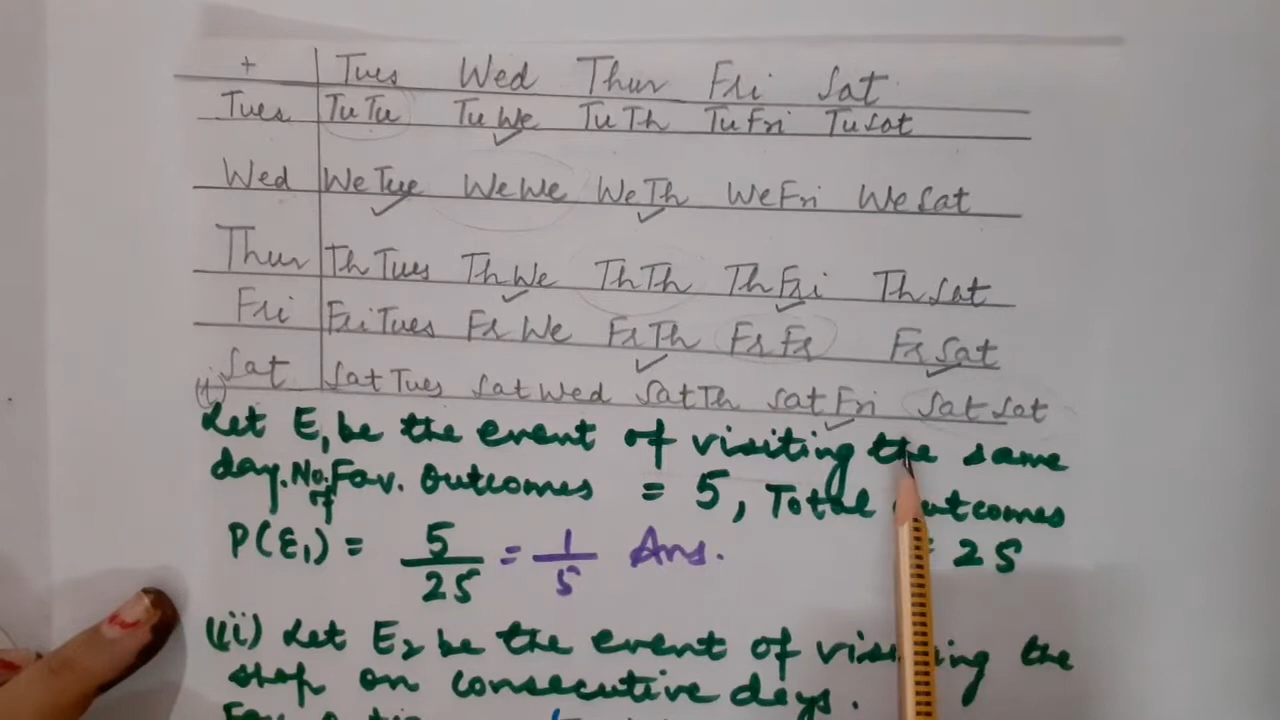 + Tues Wed Thur Fri Sat
Tues TuTu TuWe TuTh TuFri TuSat
Wed WeTue WeWe WeTh WeFri WeSat
Thur ThTues ThWe ThTh ThFri ThSat
Fri FriTues FrWe FrTh FrFr FrSat
Sat SatTues SatWed SatTh SatFri SatSat
(i)
Let E₁ be the event of visiting the same
day. No. of Fav. Outcomes = 5, Total outcomes
= 25
P(E₁) = 5/25 = 1/5 Ans.
(ii) Let E₂ be the event of visiting the
shop on consecutive days.